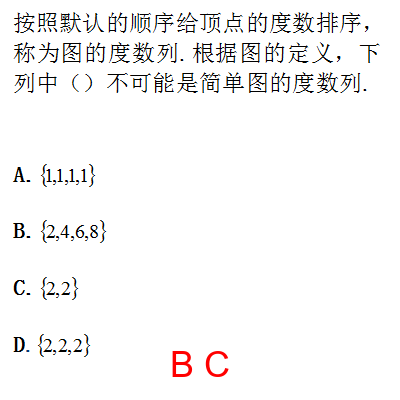 按照默认的顺序给顶点的度数排序，
称为图的度数列. 根据图的定义，下
列中（）不可能是简单图的度数列.
A. {1,1,1,1}
B. {2,4,6,8}
C. {2,2}
D. {2,2,2}
B C